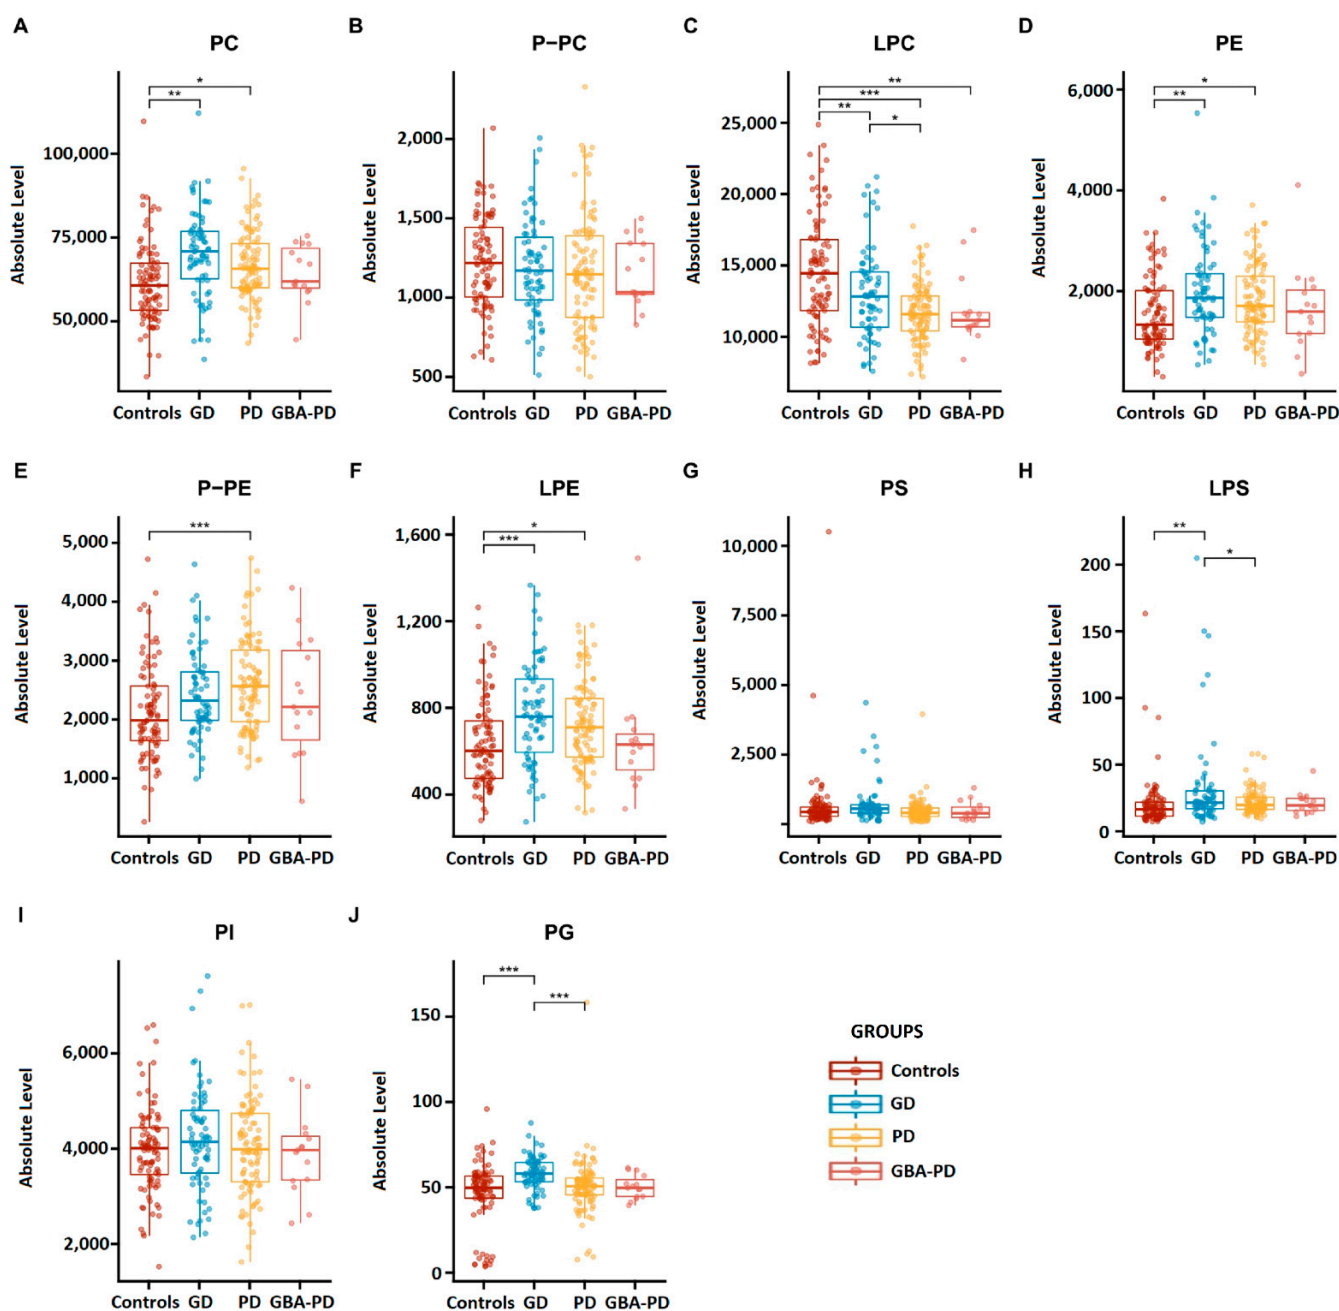 A
PC
Absolute Level
100,000
75,000
50,000
*
**
Controls GD PD GBA-PD
B
P−PC
Absolute Level
2,000
1,500
1,000
500
Controls GD PD GBA-PD
C
LPC
Absolute Level
25,000
20,000
15,000
10,000
**
***
**
*
Controls GD PD GBA-PD
D
PE
Absolute Level
6,000
4,000
2,000
*
**
Controls GD PD GBA-PD
E
P−PE
Absolute Level
5,000
4,000
3,000
2,000
1,000
***
Controls GD PD GBA-PD
F
LPE
Absolute Level
1,600
1,200
800
400
*
***
Controls GD PD GBA-PD
G
PS
Absolute Level
10,000
7,500
5,000
2,500
Controls GD PD GBA-PD
H
LPS
Absolute Level
200
150
100
50
0
**
*
Controls GD PD GBA-PD
I
PI
Absolute Level
6,000
4,000
2,000
Controls GD PD GBA-PD
J
PG
Absolute Level
150
100
50
0
***
***
Controls GD PD GBA-PD
GROUPS
Controls
GD
PD
GBA-PD